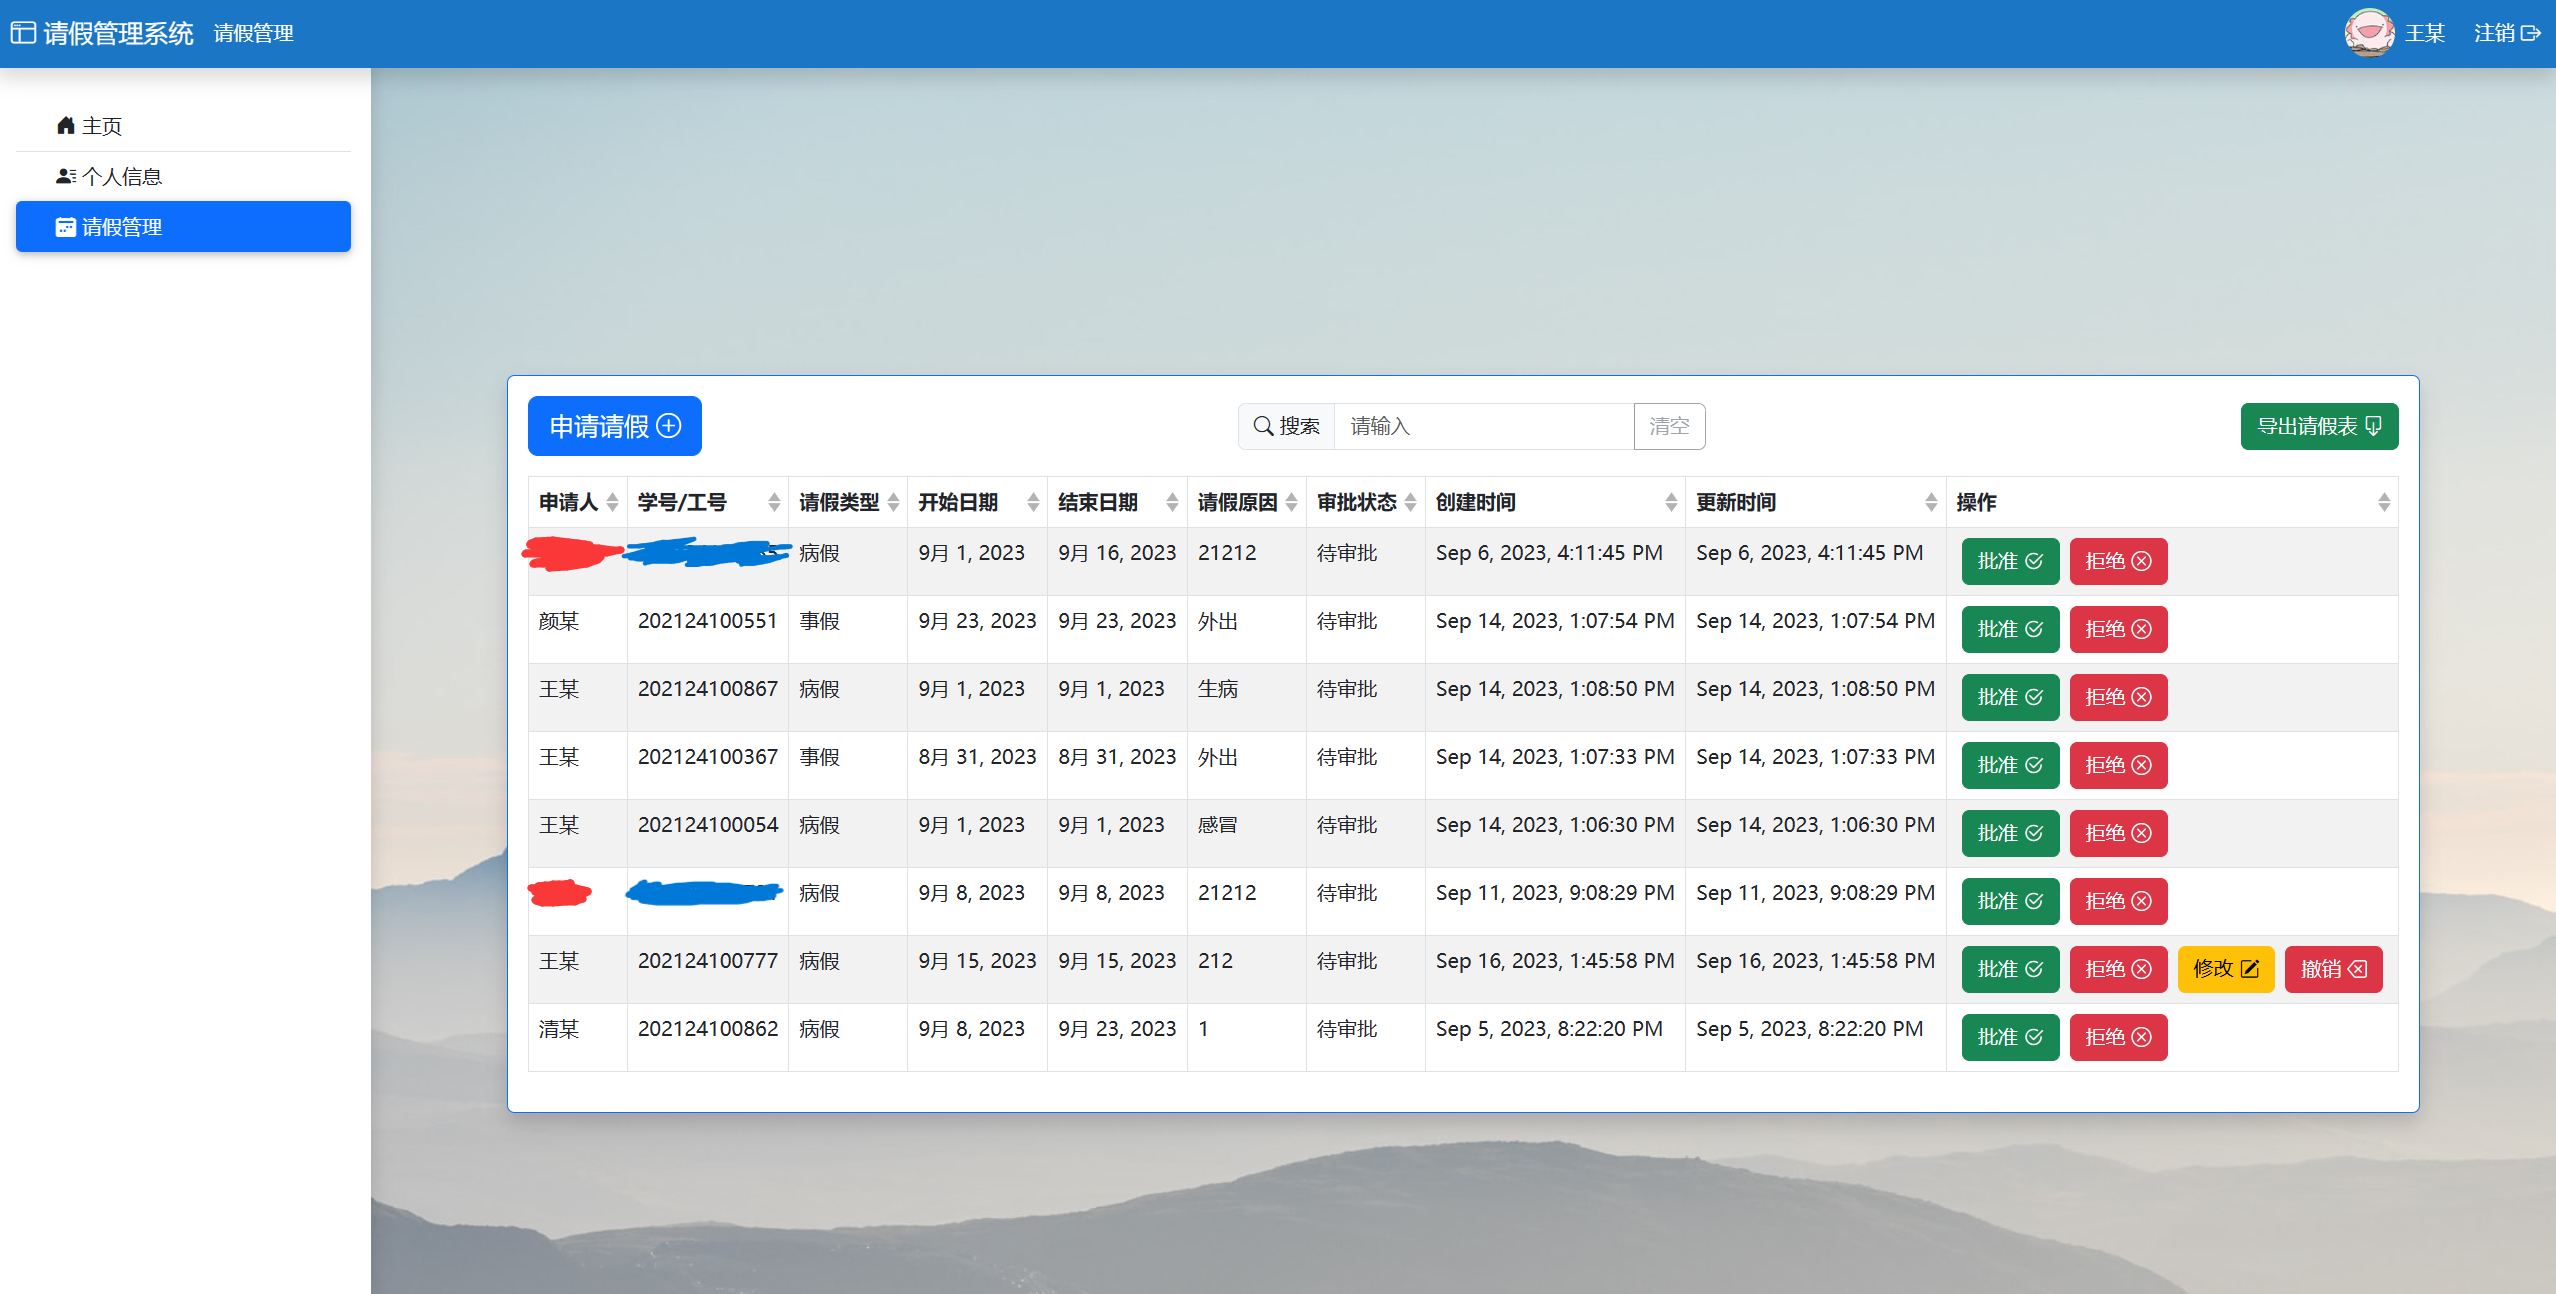 请假管理系统 请假管理 王某 注销
主页
个人信息
请假管理
申请请假 搜索 请输入 清空 导出请假表
申请人 学号/工号 请假类型 开始日期 结束日期 请假原因 审批状态 创建时间 更新时间 操作
病假 9月 1, 2023 9月 16, 2023 21212 待审批 Sep 6, 2023, 4:11:45 PM Sep 6, 2023, 4:11:45 PM 批准 拒绝
颜某 202124100551 事假 9月 23, 2023 9月 23, 2023 外出 待审批 Sep 14, 2023, 1:07:54 PM Sep 14, 2023, 1:07:54 PM 批准 拒绝
王某 202124100867 病假 9月 1, 2023 9月 1, 2023 生病 待审批 Sep 14, 2023, 1:08:50 PM Sep 14, 2023, 1:08:50 PM 批准 拒绝
王某 202124100367 事假 8月 31, 2023 8月 31, 2023 外出 待审批 Sep 14, 2023, 1:07:33 PM Sep 14, 2023, 1:07:33 PM 批准 拒绝
王某 202124100054 病假 9月 1, 2023 9月 1, 2023 感冒 待审批 Sep 14, 2023, 1:06:30 PM Sep 14, 2023, 1:06:30 PM 批准 拒绝
病假 9月 8, 2023 9月 8, 2023 21212 待审批 Sep 11, 2023, 9:08:29 PM Sep 11, 2023, 9:08:29 PM 批准 拒绝
王某 202124100777 病假 9月 15, 2023 9月 15, 2023 212 待审批 Sep 16, 2023, 1:45:58 PM Sep 16, 2023, 1:45:58 PM 批准 拒绝 修改 撤销
清某 202124100862 病假 9月 8, 2023 9月 23, 2023 1 待审批 Sep 5, 2023, 8:22:20 PM Sep 5, 2023, 8:22:20 PM 批准 拒绝